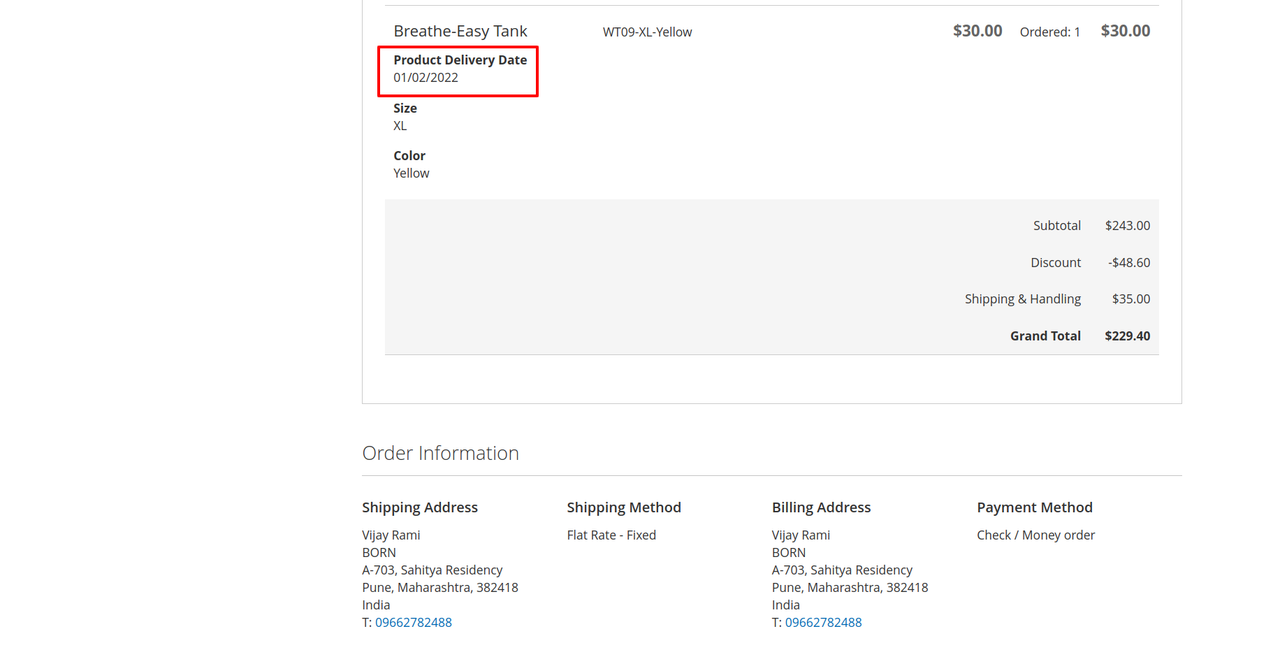 Breathe-Easy Tank WT09-XL-Yellow $30.00 Ordered: 1 $30.00
Product Delivery Date
01/02/2022
Size
XL
Color
Yellow
Subtotal $243.00
Discount -$48.60
Shipping & Handling $35.00
Grand Total $229.40
Order Information
Shipping Address
Vijay Rami
BORN
A-703, Sahitya Residency
Pune, Maharashtra, 382418
India
T: 09662782488
Shipping Method
Flat Rate - Fixed
Billing Address
Vijay Rami
BORN
A-703, Sahitya Residency
Pune, Maharashtra, 382418
India
T: 09662782488
Payment Method
Check / Money order